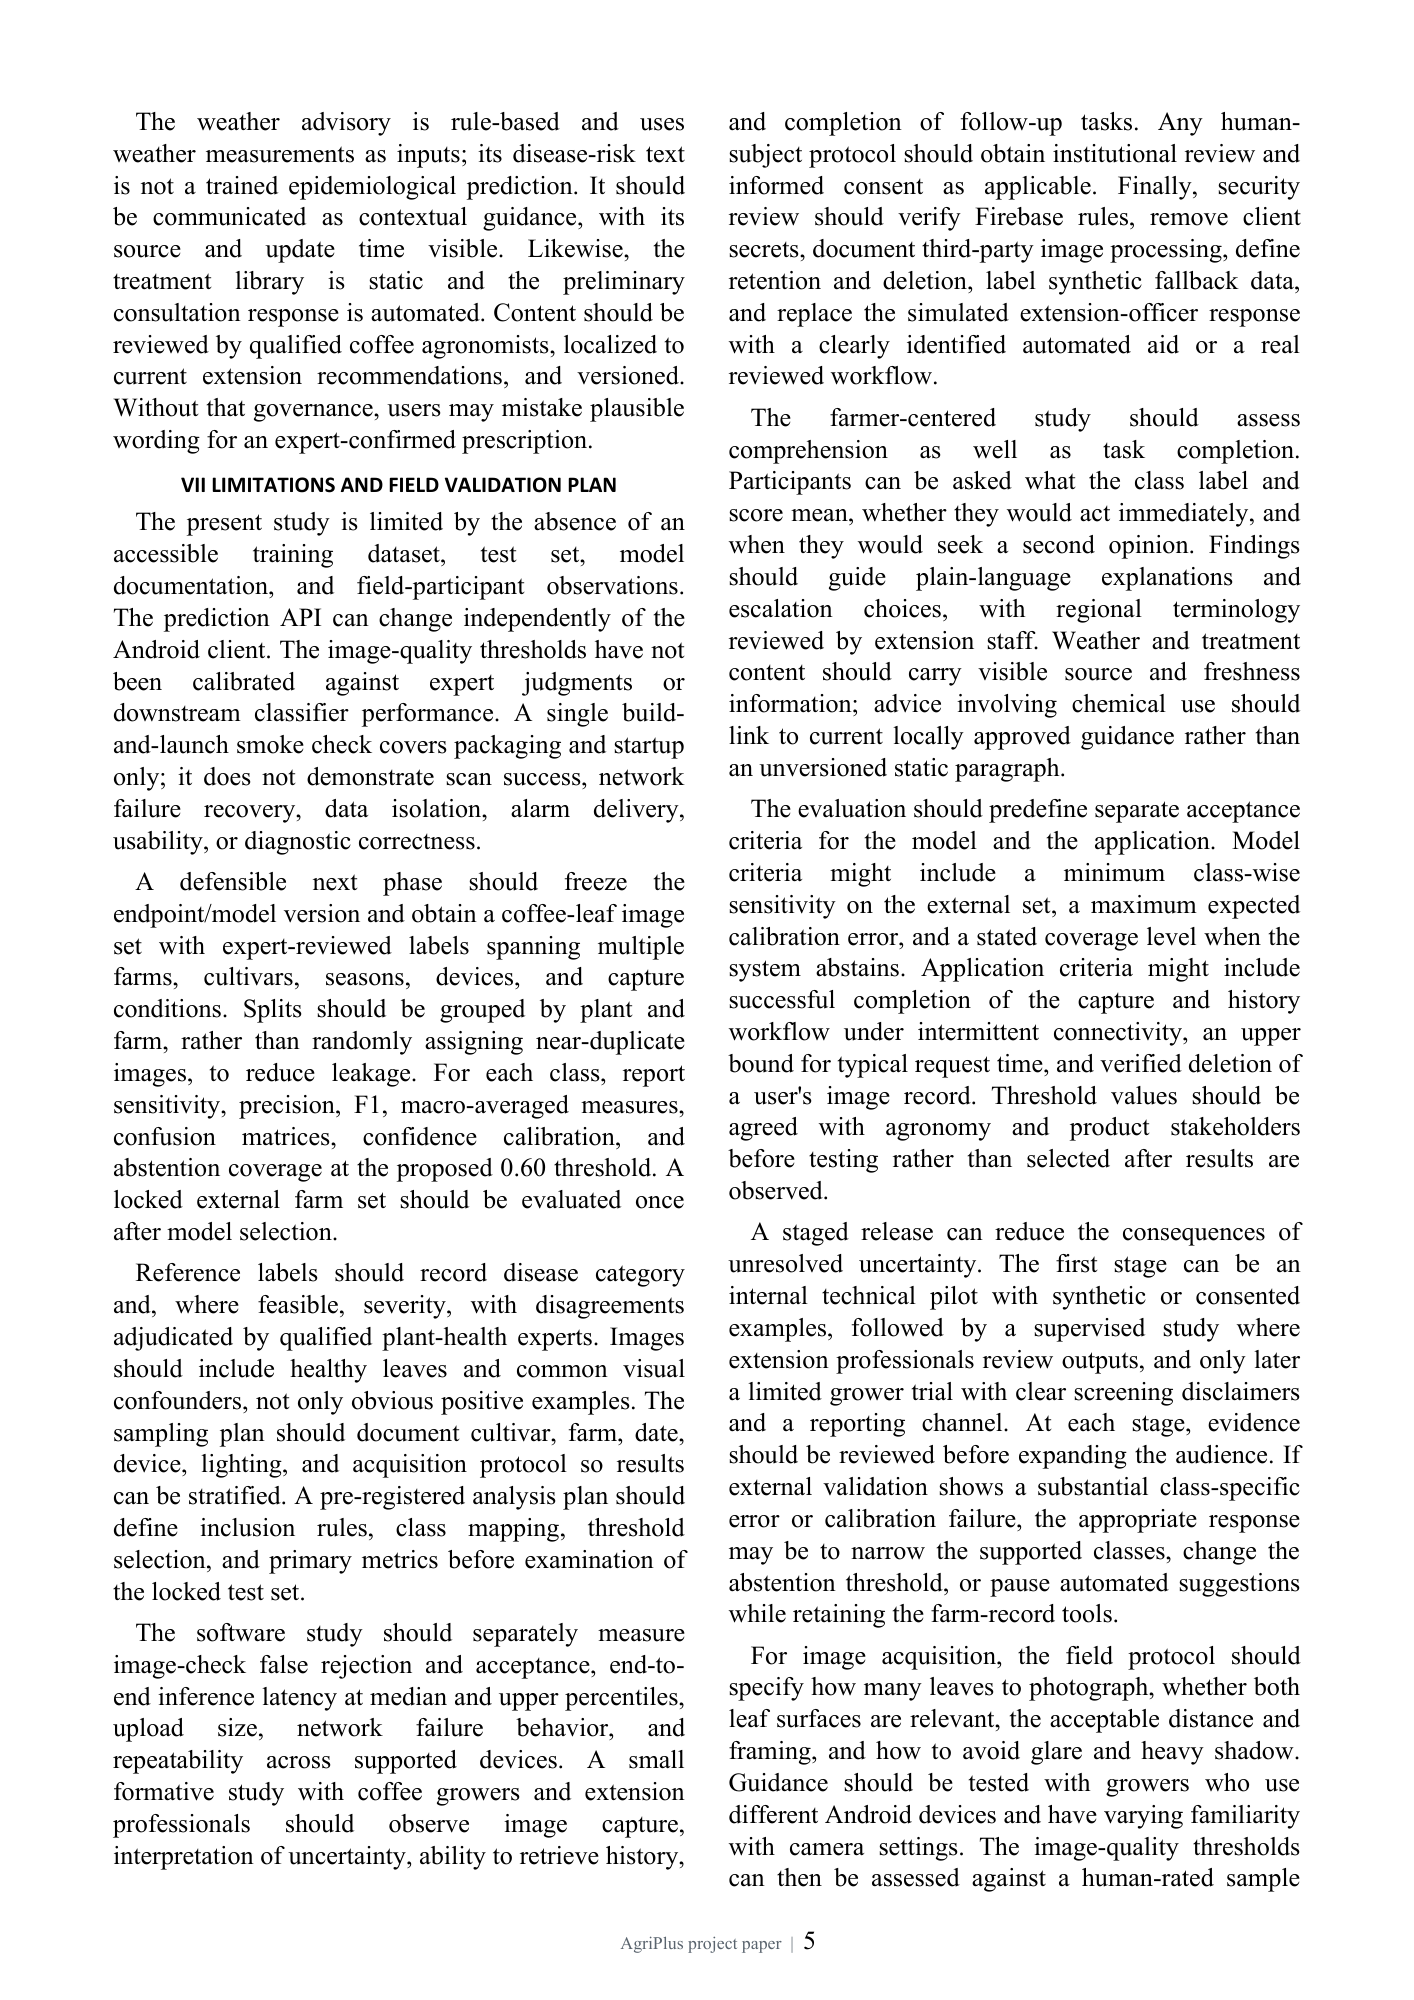 The weather advisory is rule-based and uses
weather measurements as inputs; its disease-risk text
is not a trained epidemiological prediction. It should
be communicated as contextual guidance, with its
source and update time visible. Likewise, the
treatment library is static and the preliminary
consultation response is automated. Content should be
reviewed by qualified coffee agronomists, localized to
current extension recommendations, and versioned.
Without that governance, users may mistake plausible
wording for an expert-confirmed prescription.
VII LIMITATIONS AND FIELD VALIDATION PLAN
The present study is limited by the absence of an
accessible training dataset, test set, model
documentation, and field-participant observations.
The prediction API can change independently of the
Android client. The image-quality thresholds have not
been calibrated against expert judgments or
downstream classifier performance. A single build-
and-launch smoke check covers packaging and startup
only; it does not demonstrate scan success, network
failure recovery, data isolation, alarm delivery,
usability, or diagnostic correctness.
A defensible next phase should freeze the
endpoint/model version and obtain a coffee-leaf image
set with expert-reviewed labels spanning multiple
farms, cultivars, seasons, devices, and capture
conditions. Splits should be grouped by plant and
farm, rather than randomly assigning near-duplicate
images, to reduce leakage. For each class, report
sensitivity, precision, F1, macro-averaged measures,
confusion matrices, confidence calibration, and
abstention coverage at the proposed 0.60 threshold. A
locked external farm set should be evaluated once
after model selection.
Reference labels should record disease category
and, where feasible, severity, with disagreements
adjudicated by qualified plant-health experts. Images
should include healthy leaves and common visual
confounders, not only obvious positive examples. The
sampling plan should document cultivar, farm, date,
device, lighting, and acquisition protocol so results
can be stratified. A pre-registered analysis plan should
define inclusion rules, class mapping, threshold
selection, and primary metrics before examination of
the locked test set.
The software study should separately measure
image-check false rejection and acceptance, end-to-
end inference latency at median and upper percentiles,
upload size, network failure behavior, and
repeatability across supported devices. A small
formative study with coffee growers and extension
professionals should observe image capture,
interpretation of uncertainty, ability to retrieve history,
and completion of follow-up tasks. Any human-
subject protocol should obtain institutional review and
informed consent as applicable. Finally, security
review should verify Firebase rules, remove client
secrets, document third-party image processing, define
retention and deletion, label synthetic fallback data,
and replace the simulated extension-officer response
with a clearly identified automated aid or a real
reviewed workflow.
The farmer-centered study should assess
comprehension as well as task completion.
Participants can be asked what the class label and
score mean, whether they would act immediately, and
when they would seek a second opinion. Findings
should guide plain-language explanations and
escalation choices, with regional terminology
reviewed by extension staff. Weather and treatment
content should carry visible source and freshness
information; advice involving chemical use should
link to current locally approved guidance rather than
an unversioned static paragraph.
The evaluation should predefine separate acceptance
criteria for the model and the application. Model
criteria might include a minimum class-wise
sensitivity on the external set, a maximum expected
calibration error, and a stated coverage level when the
system abstains. Application criteria might include
successful completion of the capture and history
workflow under intermittent connectivity, an upper
bound for typical request time, and verified deletion of
a user's image record. Threshold values should be
agreed with agronomy and product stakeholders
before testing rather than selected after results are
observed.
A staged release can reduce the consequences of
unresolved uncertainty. The first stage can be an
internal technical pilot with synthetic or consented
examples, followed by a supervised study where
extension professionals review outputs, and only later
a limited grower trial with clear screening disclaimers
and a reporting channel. At each stage, evidence
should be reviewed before expanding the audience. If
external validation shows a substantial class-specific
error or calibration failure, the appropriate response
may be to narrow the supported classes, change the
abstention threshold, or pause automated suggestions
while retaining the farm-record tools.
For image acquisition, the field protocol should
specify how many leaves to photograph, whether both
leaf surfaces are relevant, the acceptable distance and
framing, and how to avoid glare and heavy shadow.
Guidance should be tested with growers who use
different Android devices and have varying familiarity
with camera settings. The image-quality thresholds
can then be assessed against a human-rated sample
AgriPlus project paper | 5